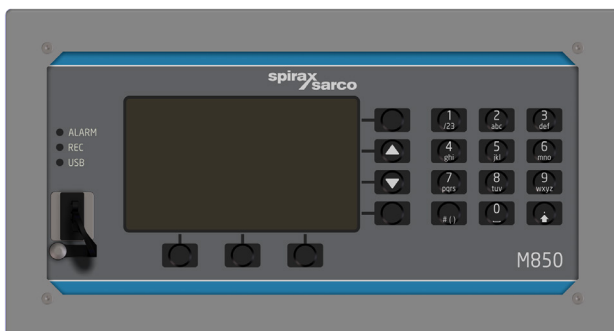 spirax
sarco
ALARM
REC
USB
1 2 3
/23 abc def
4 5 6
ghi jkl mno
7 8 9
pqrs tuv wxyz
0
# ( )
M850